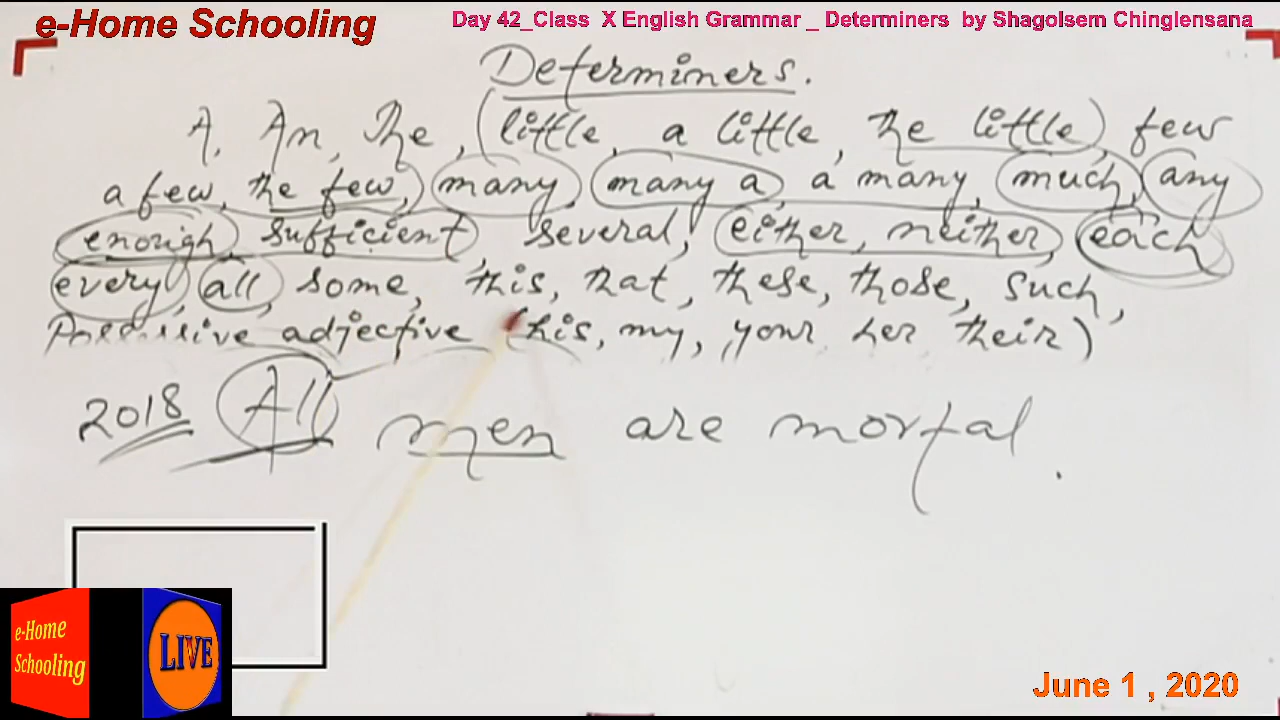 e-Home Schooling
Day 42_Class X English Grammar _ Determiners by Shagolsem Chinglensana
Determiners.
A, An, The, (little, a little, the little) few
a few, the few,) many, many a, a many, much, any
enough, sufficient, several, either, neither, each
every, all, some, this, that, these, those, such,
Possessive adjective (his, my, your her their)
2018 All men are mortal.
e-Home
Schooling
LIVE
June 1 , 2020